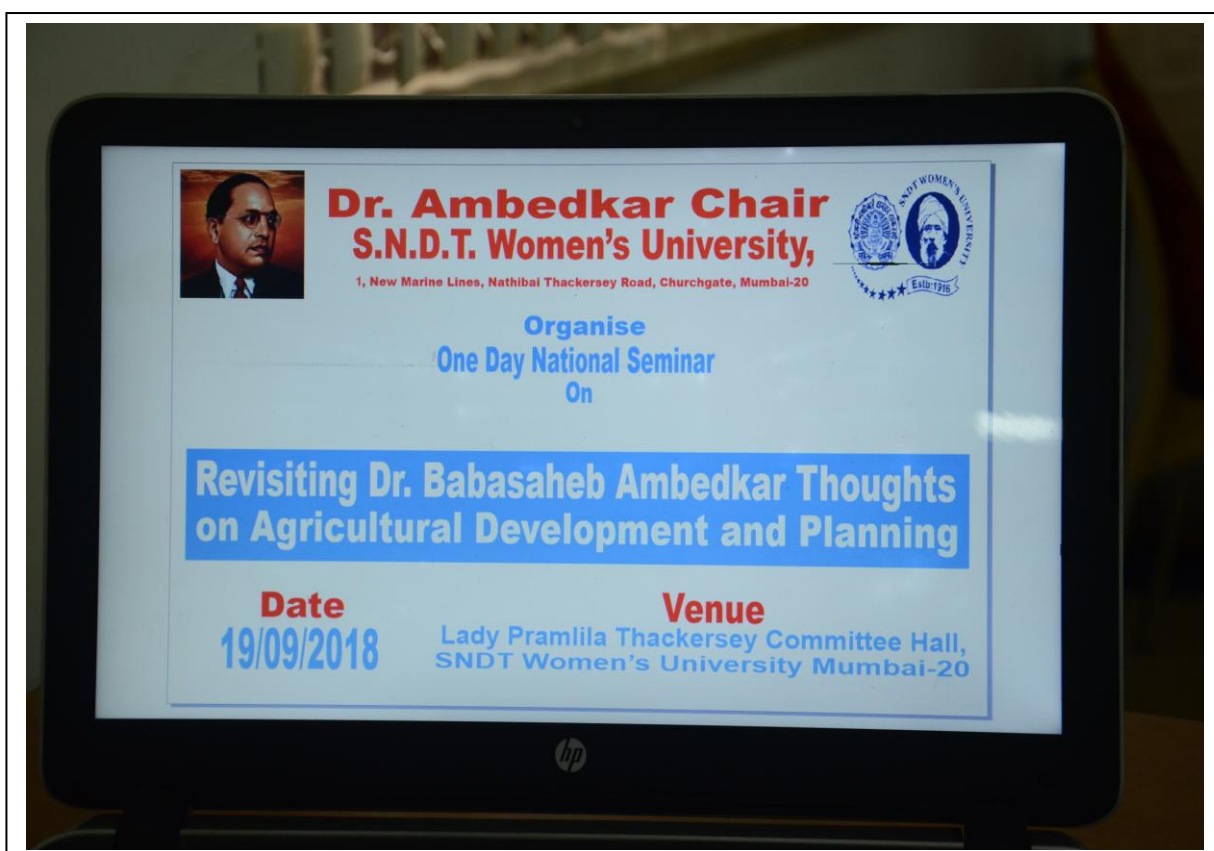 Dr. Ambedkar Chair
S.N.D.T. Women's University,
1, New Marine Lines, Nathibai Thackersey Road, Churchgate, Mumbai-20
SNDT WOMEN'S UNIVERSITY
Estb:1916
Organise
One Day National Seminar
On
Revisiting Dr. Babasaheb Ambedkar Thoughts
on Agricultural Development and Planning
Date
19/09/2018
Venue
Lady Pramlila Thackersey Committee Hall,
SNDT Women's University Mumbai-20
hp